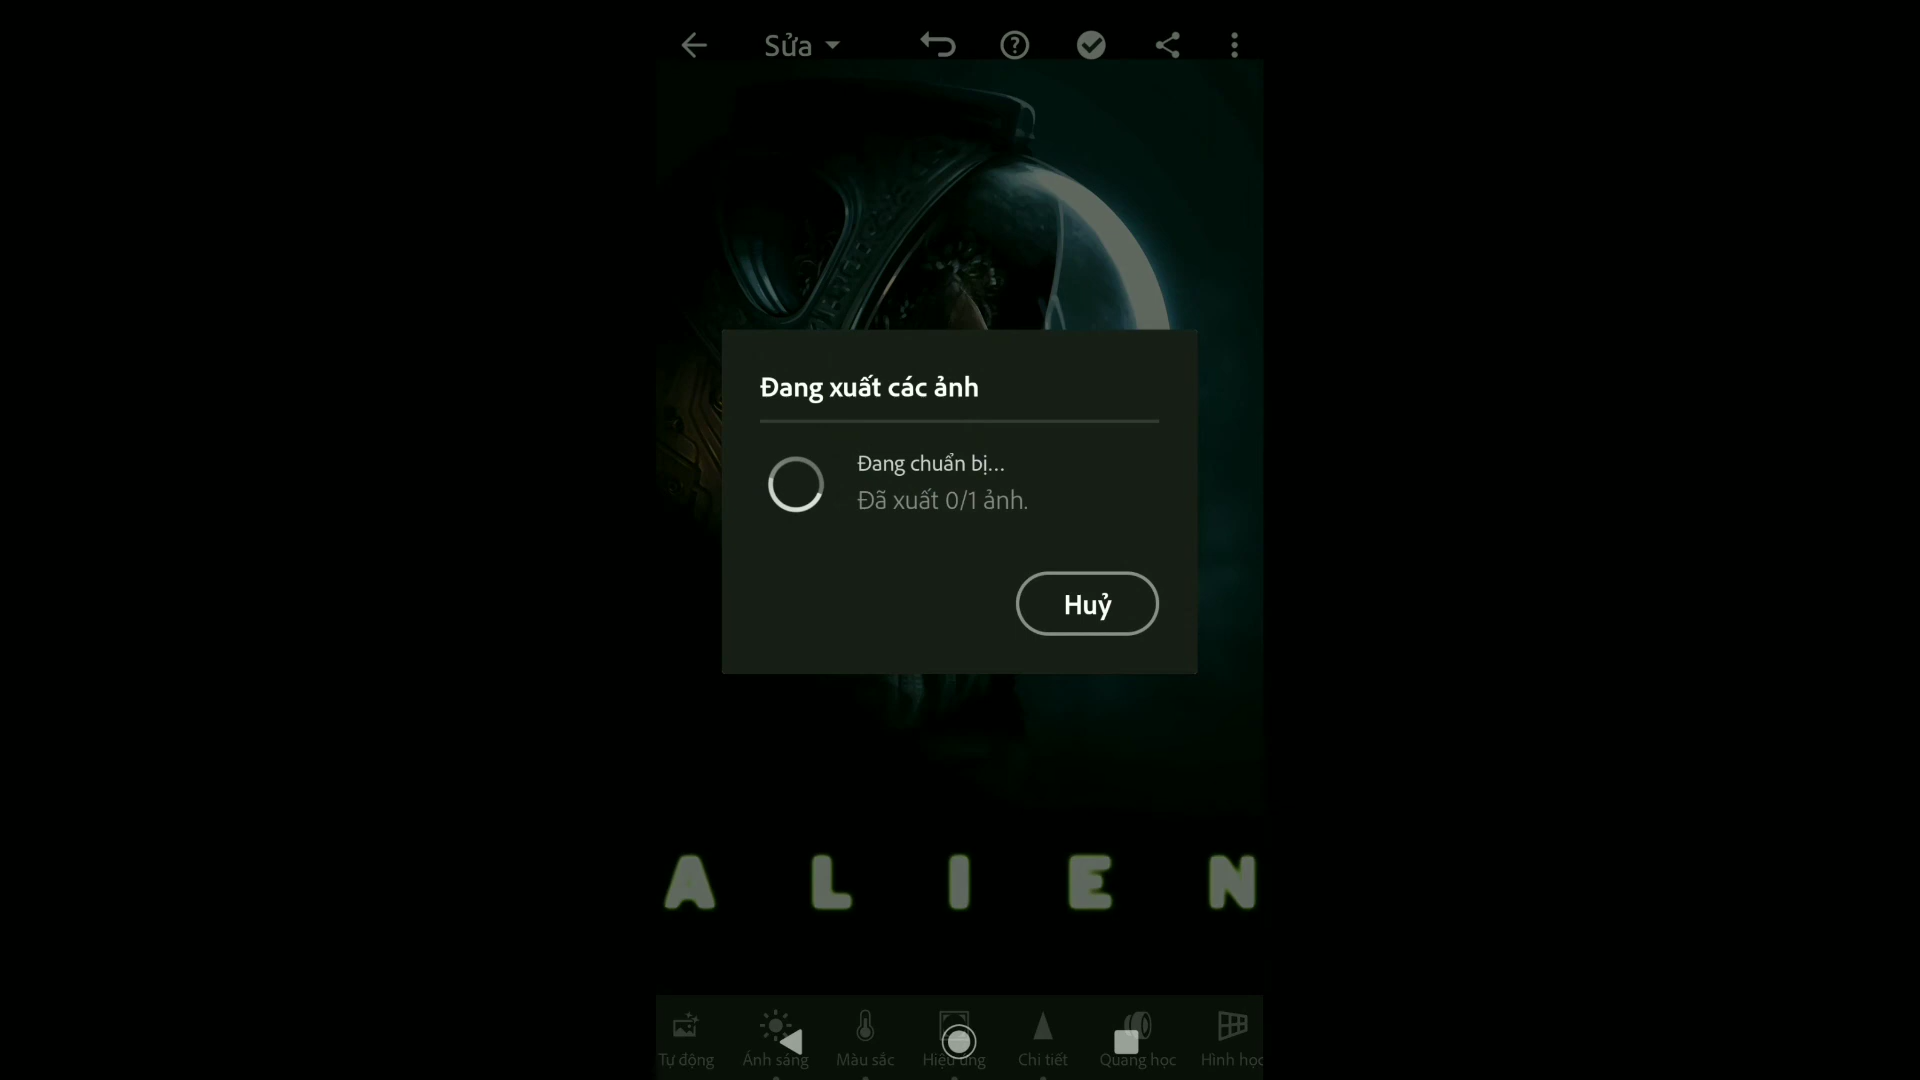 Sửa
Đang xuất các ảnh
Đang chuẩn bị...
Đã xuất 0/1 ảnh.
Huỷ
A L I E N
Tự động Ánh sáng Màu sắc Hiệu ứng Chi tiết Quang học Hình học